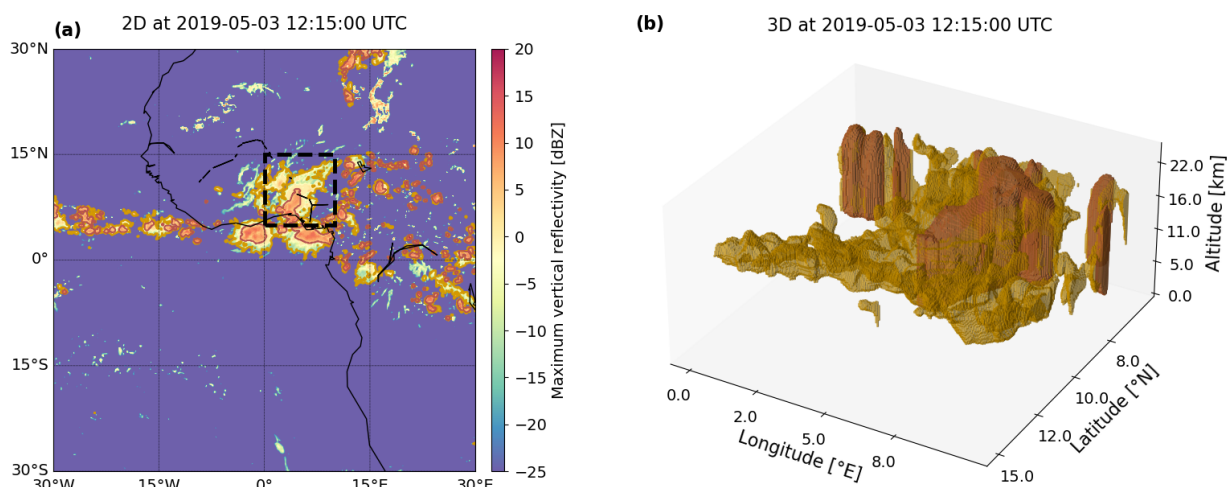 (a) 2D at 2019-05-03 12:15:00 UTC
30°N
15°N
0°
15°S
30°S
30°W 15°W 0° 15°E 30°E
20
15
10
5
0
−5
−10
−15
−20
−25
Maximum vertical reflectivity [dBZ]
(b) 3D at 2019-05-03 12:15:00 UTC
22.0
16.0
11.0
5.0
0.0
Altitude [km]
8.0
10.0
12.0
15.0
Latitude [°N]
0.0
2.0
5.0
8.0
Longitude [°E]